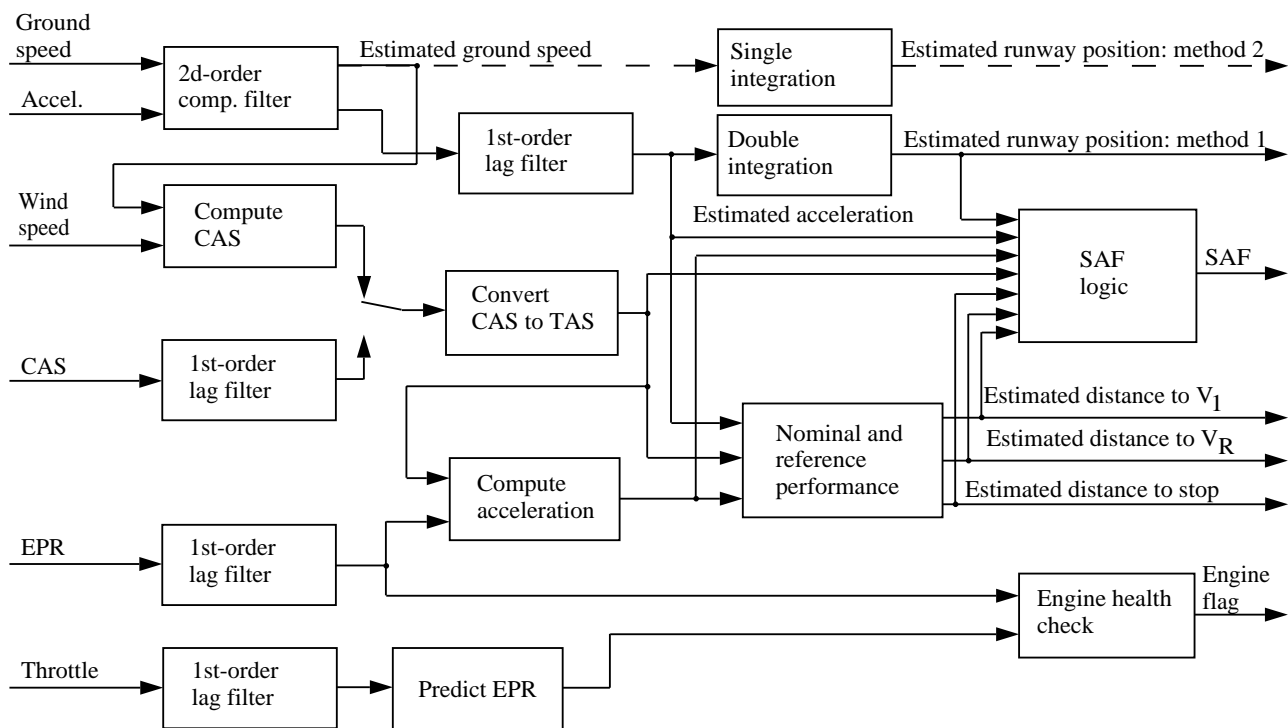 Ground
speed
Accel.
2d-order
comp. filter
Estimated ground speed
Single
integration
Estimated runway position: method 2
1st-order
lag filter
Double
integration
Estimated runway position: method 1
Wind
speed
Compute
CAS
Estimated acceleration
SAF
logic
SAF
Convert
CAS to TAS
CAS
1st-order
lag filter
Nominal and
reference
performance
Estimated distance to V1
Estimated distance to VR
Estimated distance to stop
Compute
acceleration
EPR
1st-order
lag filter
Engine health
check
Engine
flag
Throttle
1st-order
lag filter
Predict EPR